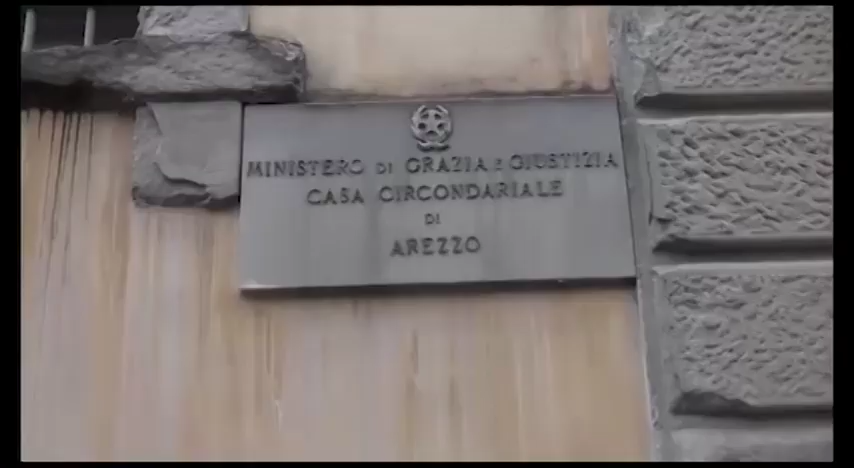 MINISTERO DI GRAZIA E GIUSTIZIA
CASA CIRCONDARIALE
DI
AREZZO